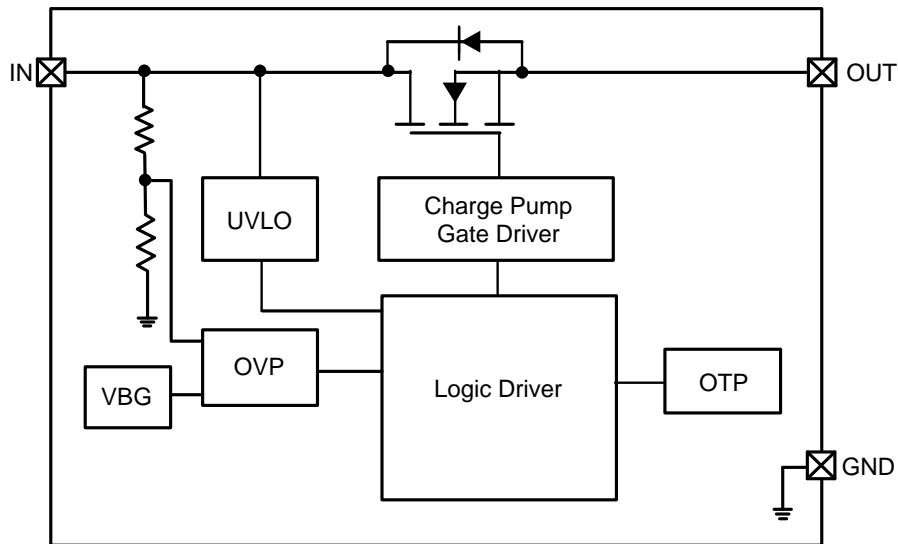 IN
OUT
UVLO
Charge Pump
Gate Driver
OVP
VBG
Logic Driver
OTP
GND